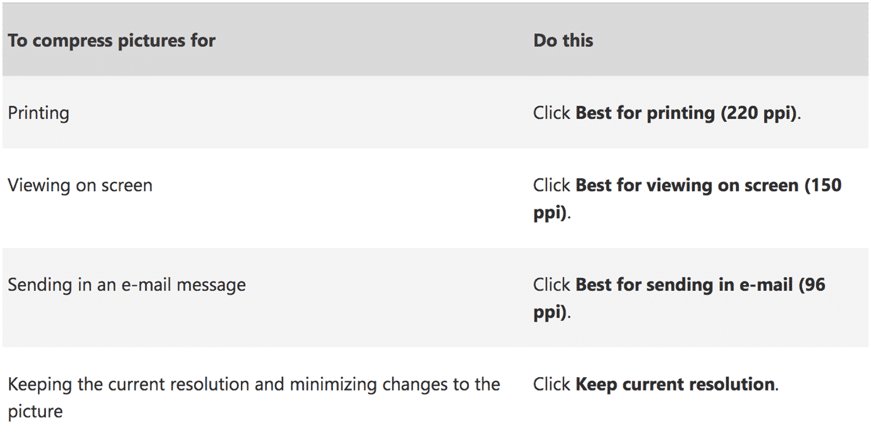 To compress pictures for
Do this
Printing
Click Best for printing (220 ppi).
Viewing on screen
Click Best for viewing on screen (150
ppi).
Sending in an e-mail message
Click Best for sending in e-mail (96
ppi).
Keeping the current resolution and minimizing changes to the
picture
Click Keep current resolution.